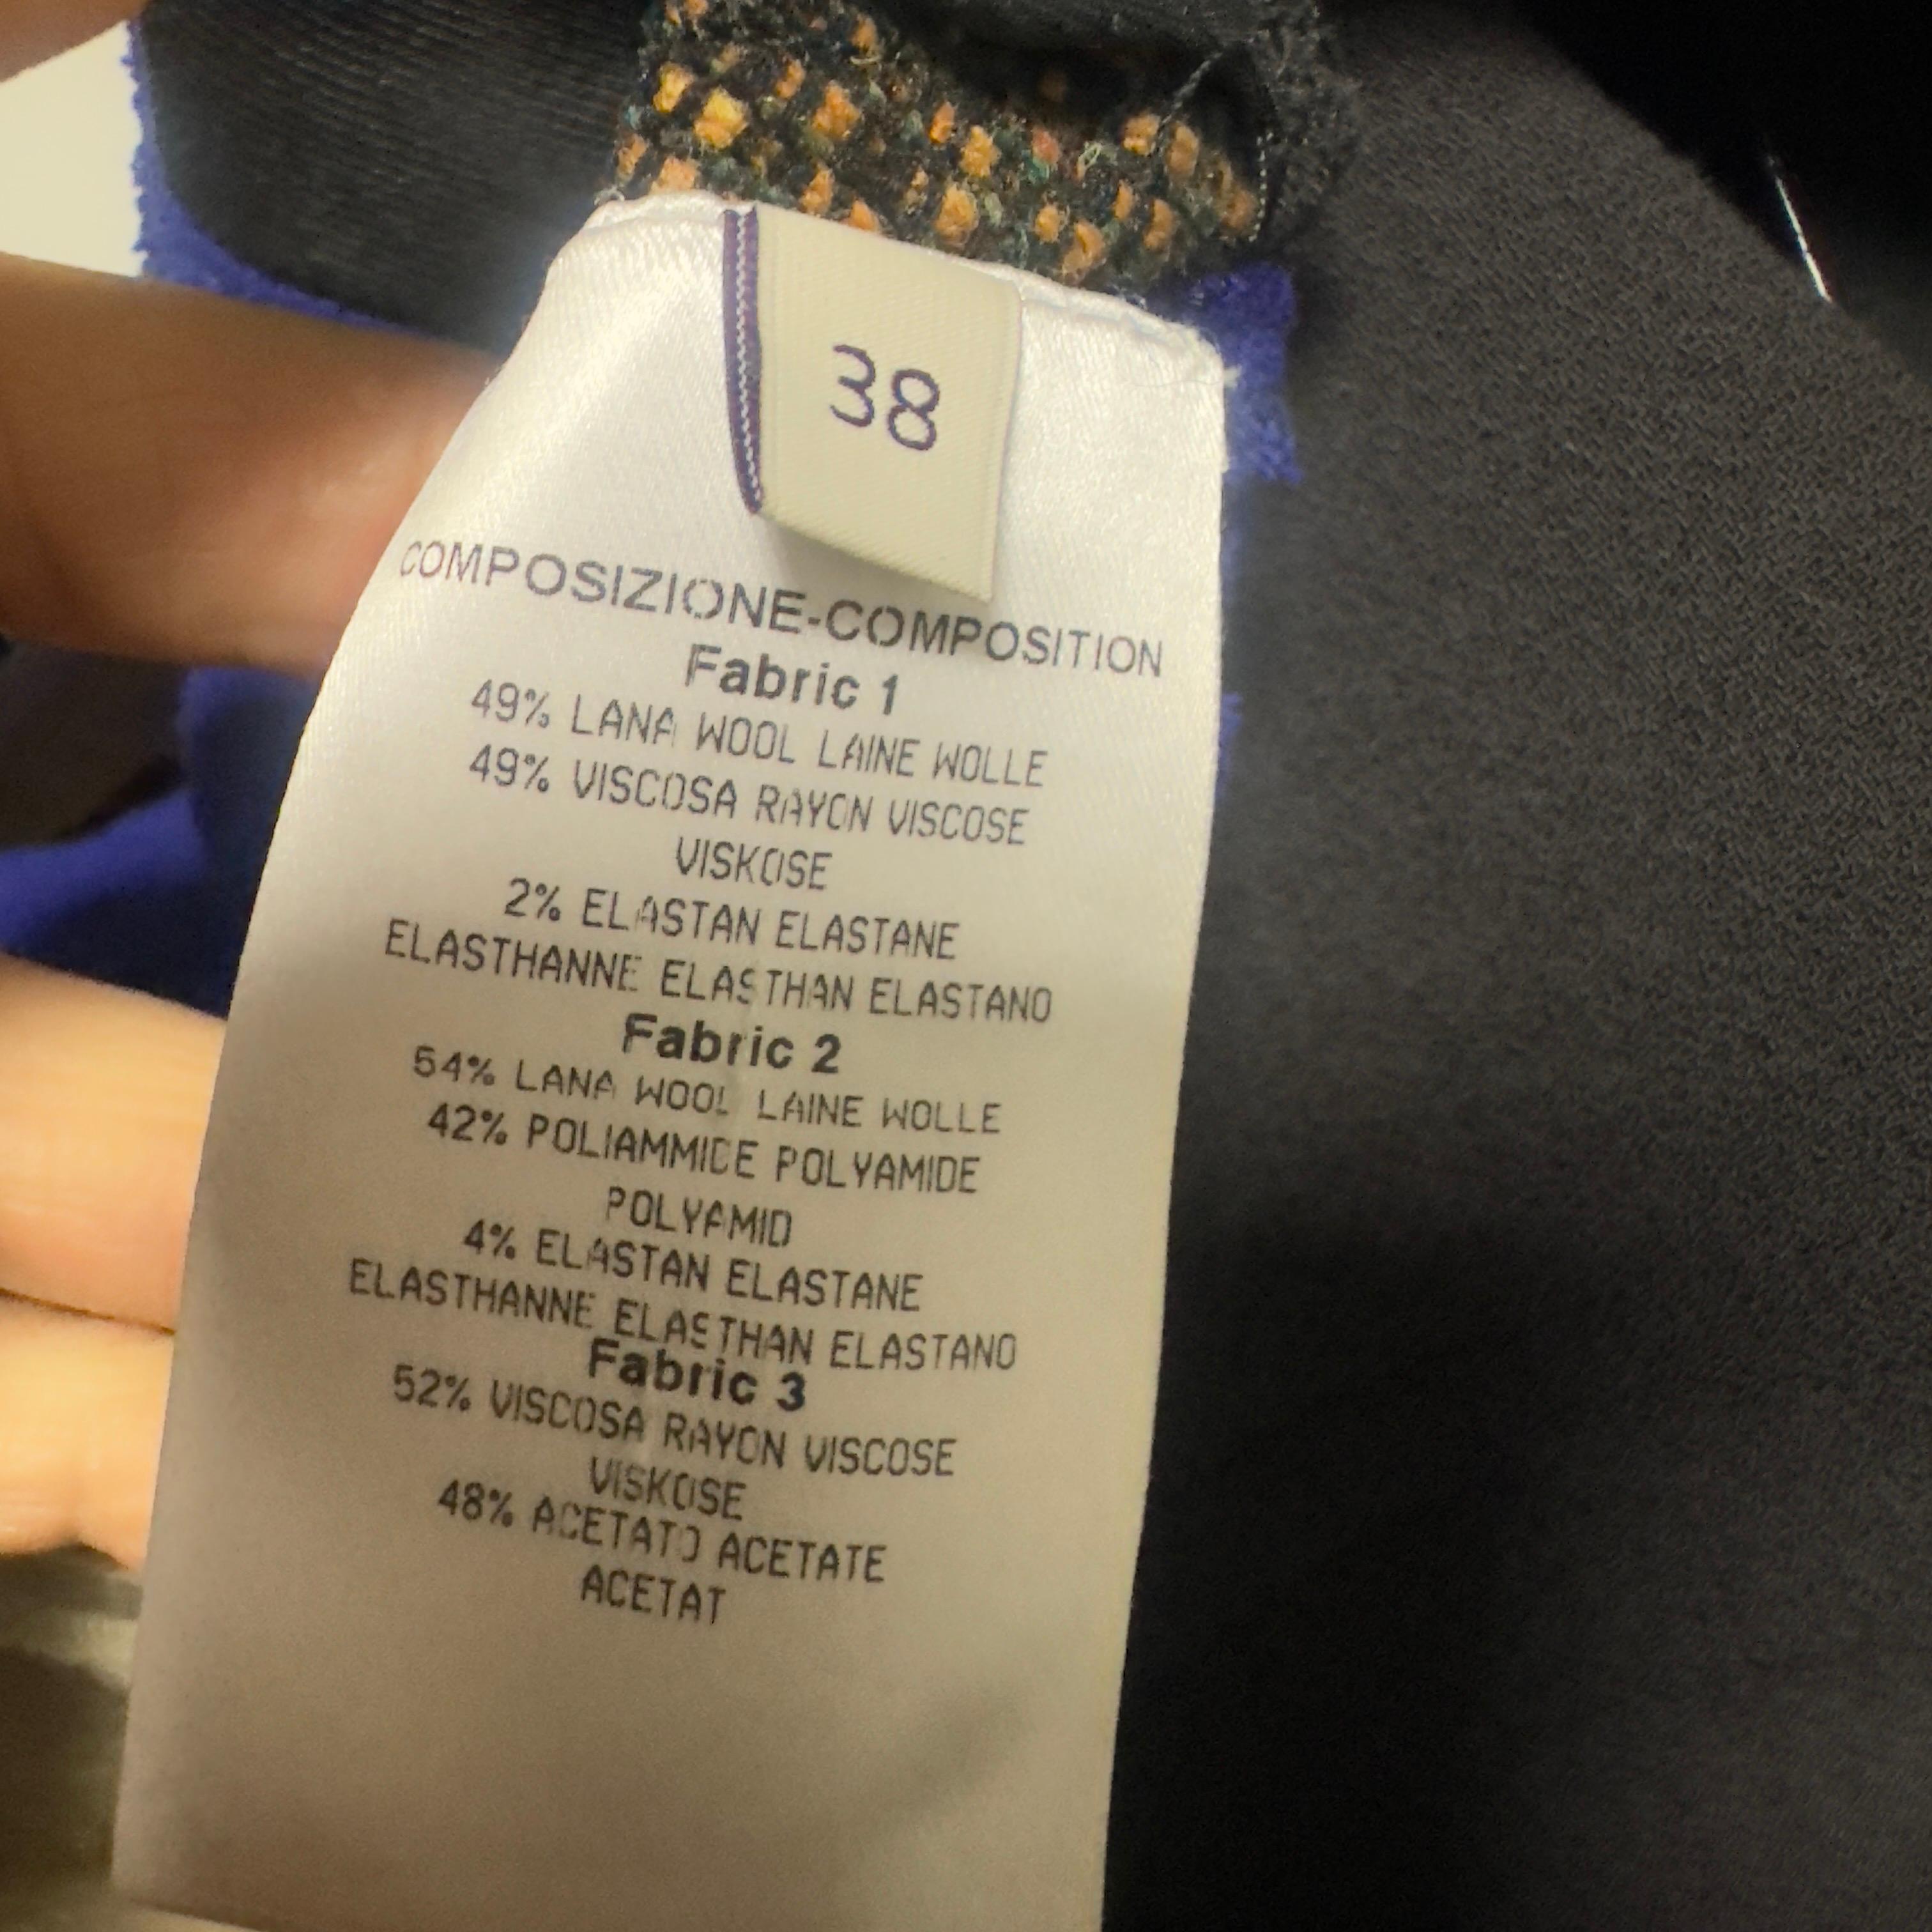 38
COMPOSIZIONE-COMPOSITION
Fabric 1
49% LANA WOOL LAINE WOLLE
49% VISCOSA RAYON VISCOSE
VISKOSE
2% ELASTAN ELASTANE
ELASTHANNE ELASTHAN ELASTANO
Fabric 2
54% LANA WOOL LAINE WOLLE
42% POLIAMMIDE POLYAMIDE
POLYAMID
4% ELASTAN ELASTANE
ELASTHANNE ELASTHAN ELASTANO
Fabric 3
52% VISCOSA RAYON VISCOSE
VISKOSE
48% ACETATO ACETATE
ACETAT